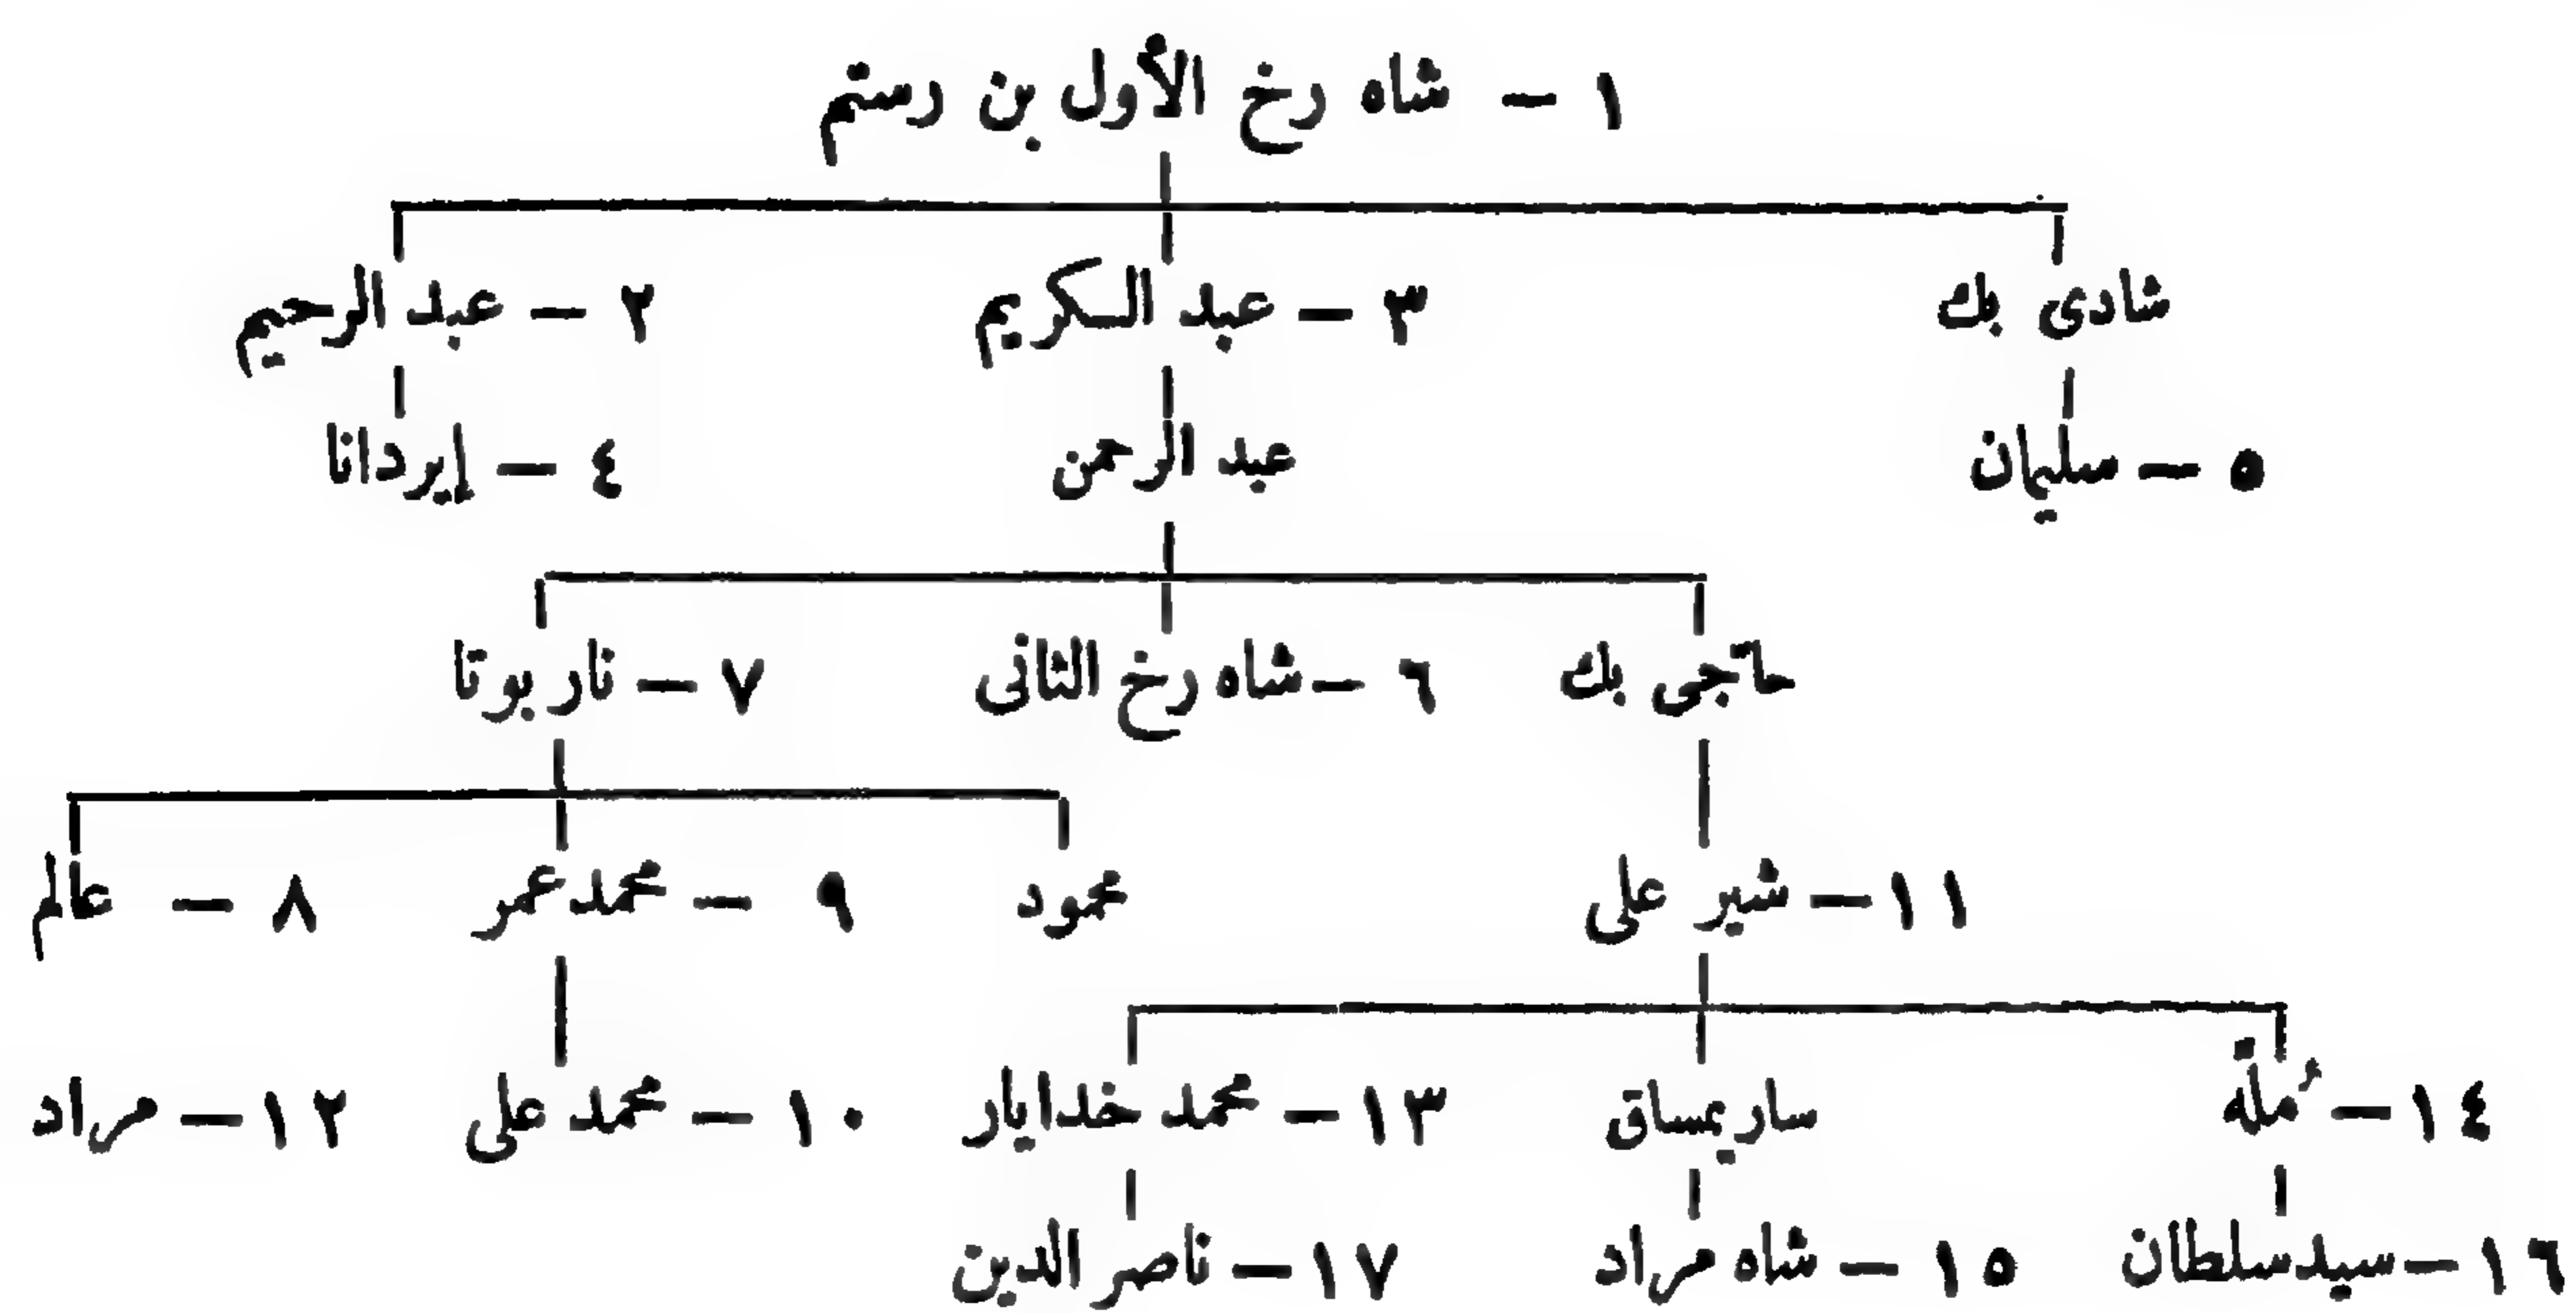 ١ - شاه رخ الأول بن رستم
شادى بك ٣ - عبد الكريم ٢ - عبد الرحيم
٥ - سليمان عبد الرحمن ٤ - إيردانا
حاجى بك ٦ - شاه رخ الثانى ٧ - نار بوتا
١١ - شير على محمود ٩ - محمد عمر ٨ - عالم
١٤ - مُلَّه ساريمساق ١٣ - محمد خدايار ١٠ - محمد على ١٢ - مراد
١٦ - سيد سلطان ١٥ - شاه مراد ١٧ - ناصر الدين